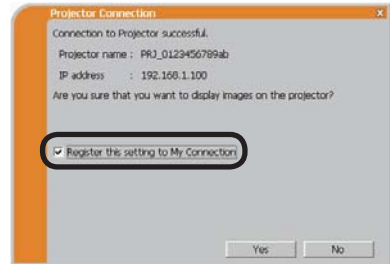 Projector Connection
Connection to Projector successful.
Projector name : PRJ_0123456789ab
IP address : 192.168.1.100
Are you sure that you want to display images on the projector?
Register this setting to My Connection
Yes No